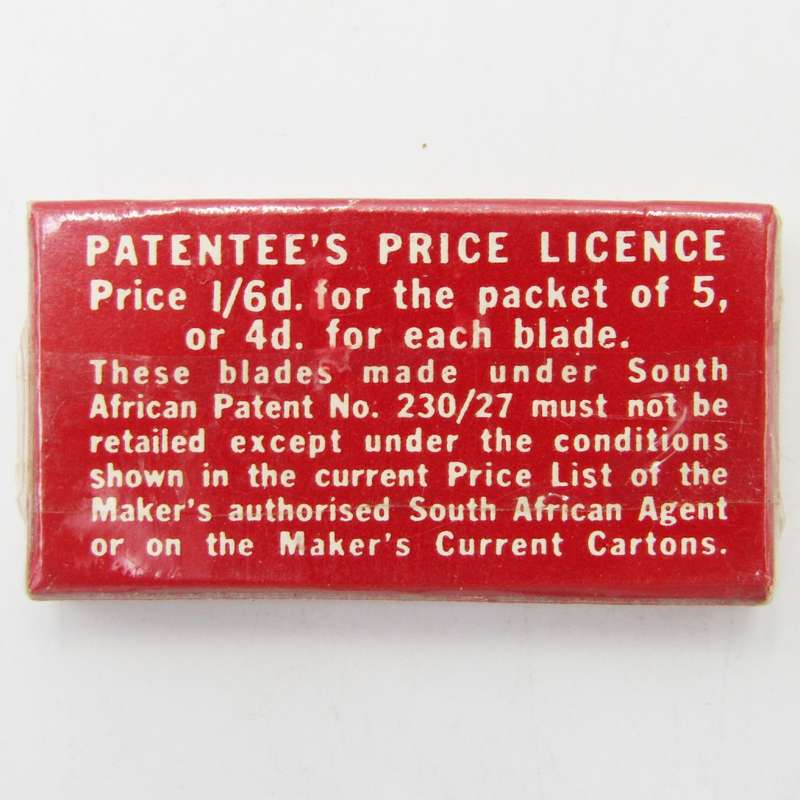 PATENTEE'S PRICE LICENCE
Price 1/6d. for the packet of 5,
or 4d. for each blade.
These blades made under South
African Patent No. 230/27 must not be
retailed except under the conditions
shown in the current Price List of the
Maker's authorised South African Agent
or on the Maker's Current Cartons.